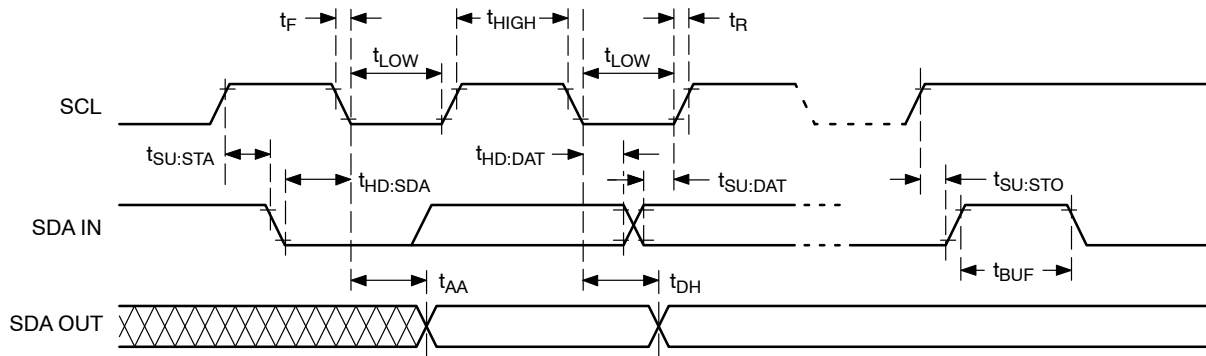 tF
tHIGH
tR
tLOW
tLOW
SCL
tSU:STA
tHD:DAT
tHD:SDA
tSU:DAT
tSU:STO
SDA IN
tBUF
tAA
tDH
SDA OUT